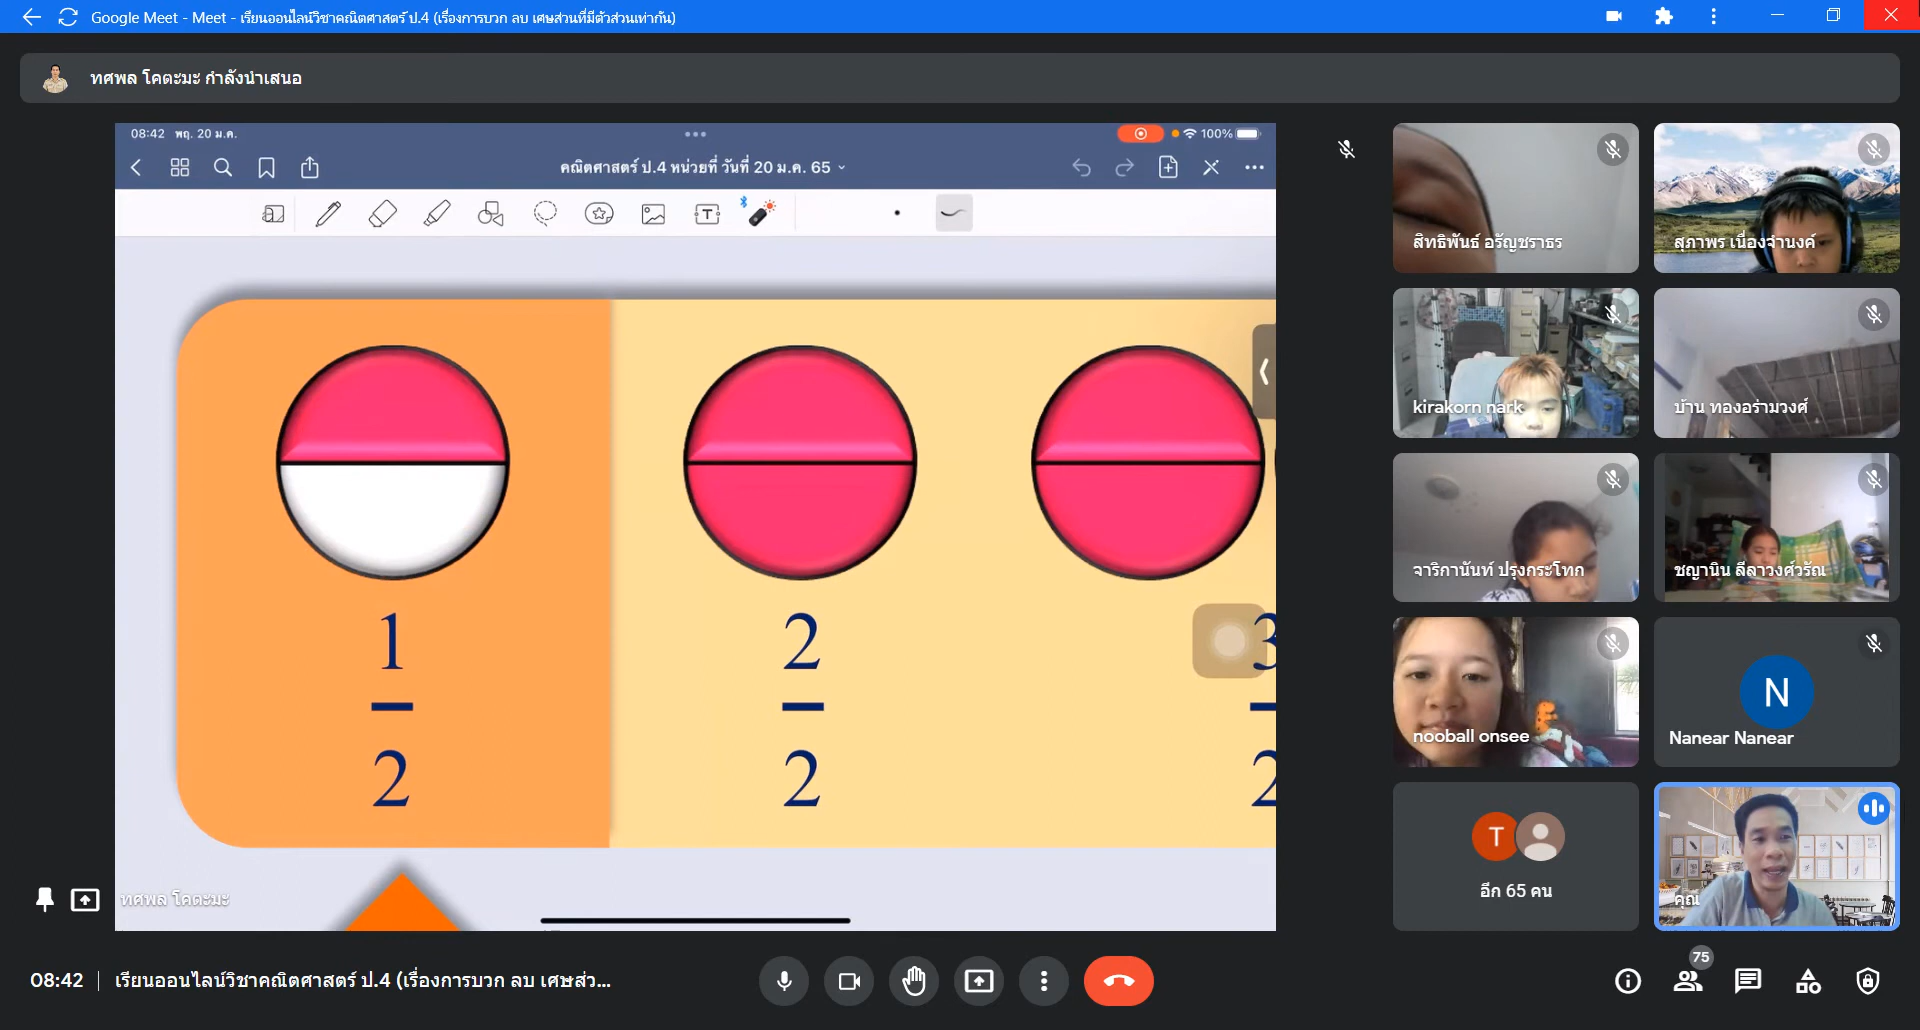 Google Meet - Meet - เรียนออนไลน์วิชาคณิตศาสตร์ ป.4 (เรื่องการบวก ลบ เศษส่วนที่มีตัวส่วนเท่ากัน)
ทศพล โคตะมะ กำลังนำเสนอ
08:42 พฤ. 20 ม.ค.
100%
คณิตศาสตร์ ป.4 หน่วยที่ วันที่ 20 ม.ค. 65
T
1
2
2
2
3
2
ทศพล โคตะมะ
สิทธิพันธ์ อรัญชราธร
สุภาพร เนื่องจำนงค์
kirakorn nark
บ้าน ทองอร่ามวงศ์
จาริกานันท์ ปรุงกระโทก
ชญานิน ลีลาวงศ์วรัณ
nooball onsee
N
Nanear Nanear
T
อีก 65 คน
คุณ
08:42
เรียนออนไลน์วิชาคณิตศาสตร์ ป.4 (เรื่องการบวก ลบ เศษส่ว...
75